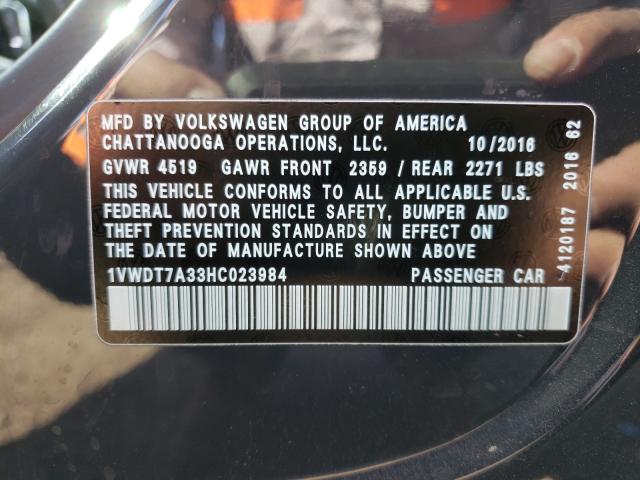 MFD BY VOLKSWAGEN GROUP OF AMERICA
CHATTANOOGA OPERATIONS, LLC. 10/2016
GVWR 4519 GAWR FRONT 2359 / REAR 2271 LBS
THIS VEHICLE CONFORMS TO ALL APPLICABLE U.S.
FEDERAL MOTOR VEHICLE SAFETY, BUMPER AND
THEFT PREVENTION STANDARDS IN EFFECT ON
THE DATE OF MANUFACTURE SHOWN ABOVE
1VWDT7A33HC023984 PASSENGER CAR
4120187 2016 62